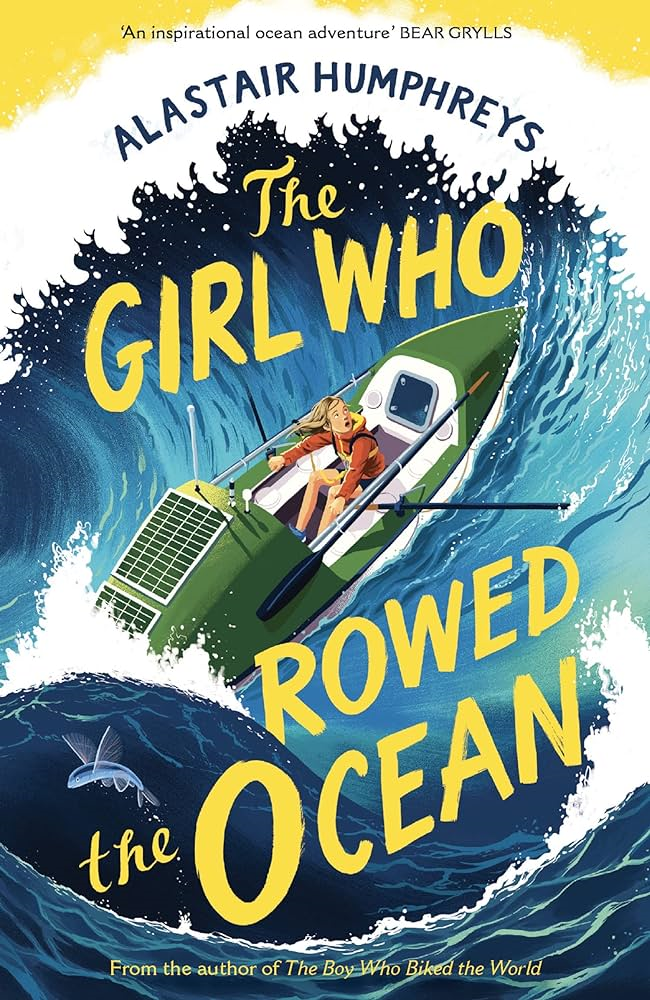 ‘An inspirational ocean adventure’ BEAR GRYLLS
ALASTAIR HUMPHREYS
The
GIRL WHO
ROWED
the OCEAN
From the author of The Boy Who Biked the World